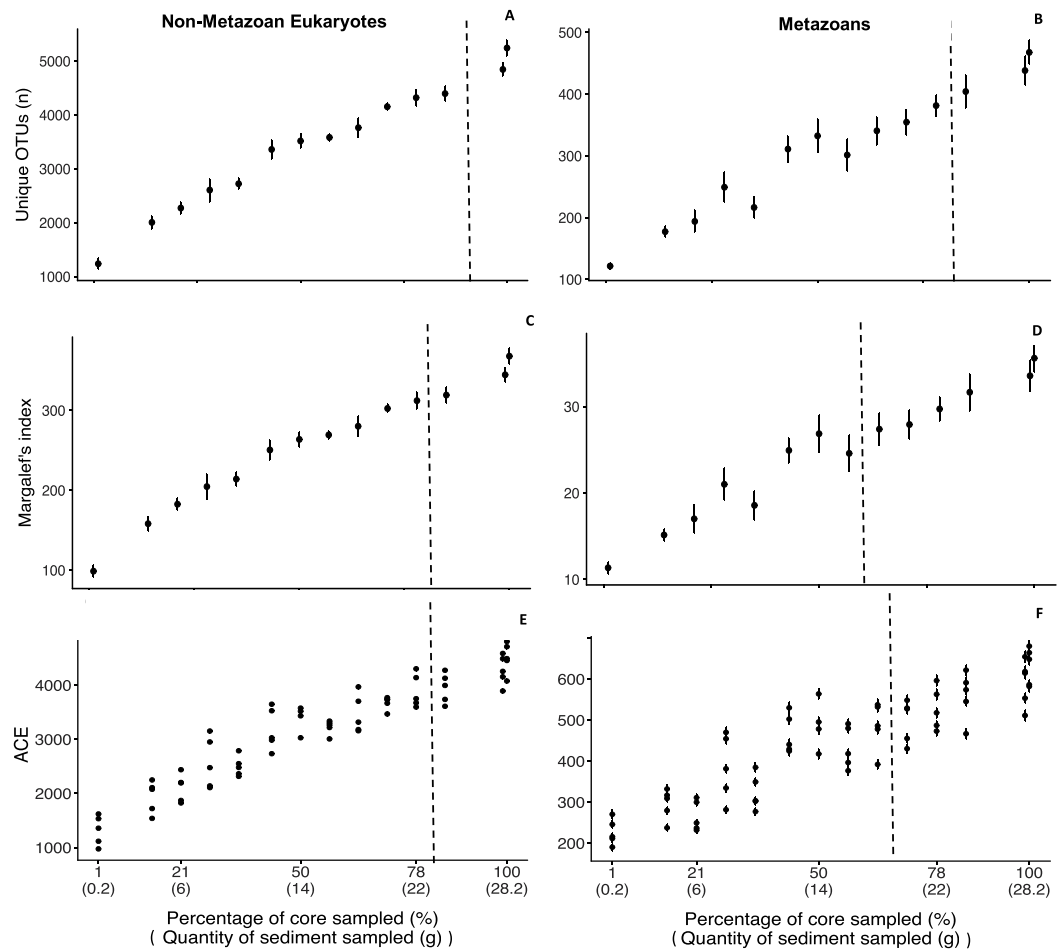 Non-Metazoan Eukaryotes
A
Metazoans
B
Unique OTUs (n)
5000
4000
3000
2000
1000
500
400
300
200
100
C
D
Margalef's index
300
200
100
30
20
10
E
F
ACE
4000
3000
2000
1000
600
500
400
300
200
1 21 50 78 100
(0.2) (6) (14) (22) (28.2)
Percentage of core sampled (%)
( Quantity of sediment sampled (g) )
1 21 50 78 100
(0.2) (6) (14) (22) (28.2)
Percentage of core sampled (%)
( Quantity of sediment sampled (g) )